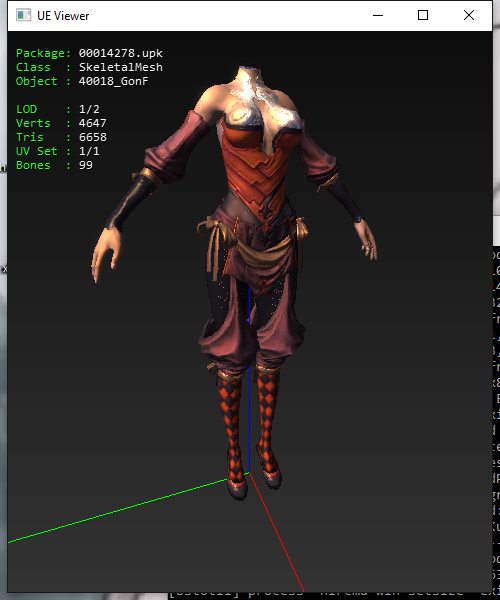 UE Viewer
Package: 00014278.upk
Class : SkeletalMesh
Object : 40018_GonF
LOD : 1/2
Verts : 4647
Tris : 6658
UV Set : 1/1
Bones : 99